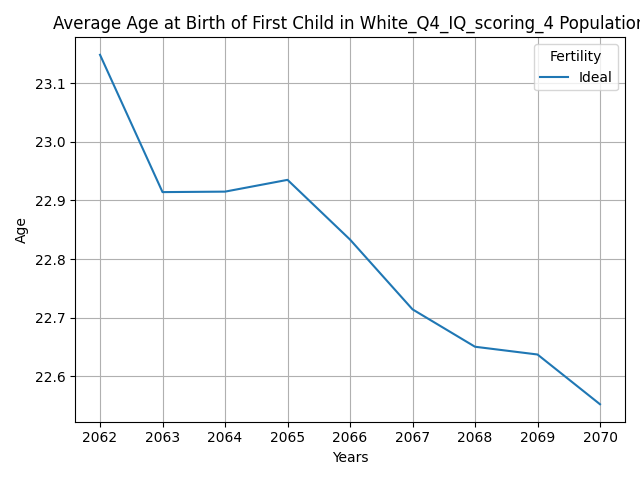 Average Age at Birth of First Child in White_Q4_IQ_scoring_4 Population
Fertility
Ideal
23.1
23.0
22.9
22.8
22.7
22.6
Age
2062 2063 2064 2065 2066 2067 2068 2069 2070
Years